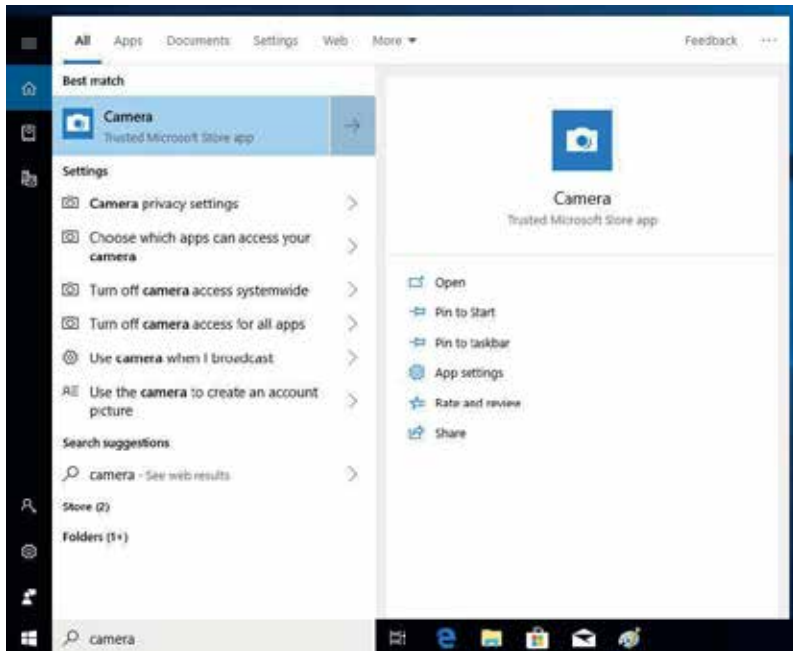 All Apps Documents Settings Web More Feedback ...
Best match
Camera
Trusted Microsoft Store app
Settings
Camera privacy settings
Choose which apps can access your
camera
Turn off camera access systemwide
Turn off camera access for all apps
Use camera when I broadcast
Use the camera to create an account
picture
Search suggestions
camera - See web results
Store (2)
Folders (1+)
camera
Camera
Trusted Microsoft Store app
Open
Pin to Start
Pin to taskbar
App settings
Rate and review
Share